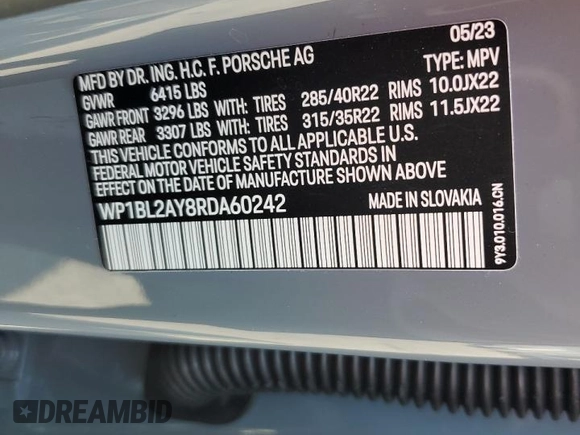 05/23
MFD BY DR. ING. H.C. F. PORSCHE AG
GVWR 6415 LBS TYPE: MPV
GAWR FRONT 3296 LBS WITH: TIRES 285/40R22 RIMS 10.0JX22
GAWR REAR 3307 LBS WITH: TIRES 315/35R22 RIMS 11.5JX22
THIS VEHICLE CONFORMS TO ALL APPLICABLE U.S.
FEDERAL MOTOR VEHICLE SAFETY STANDARDS IN
EFFECT ON THE DATE OF MANUFACTURE SHOWN ABOVE
WP1BL2AY8RDA60242 MADE IN SLOVAKIA
9Y3.010.016.CN
DREAMBID